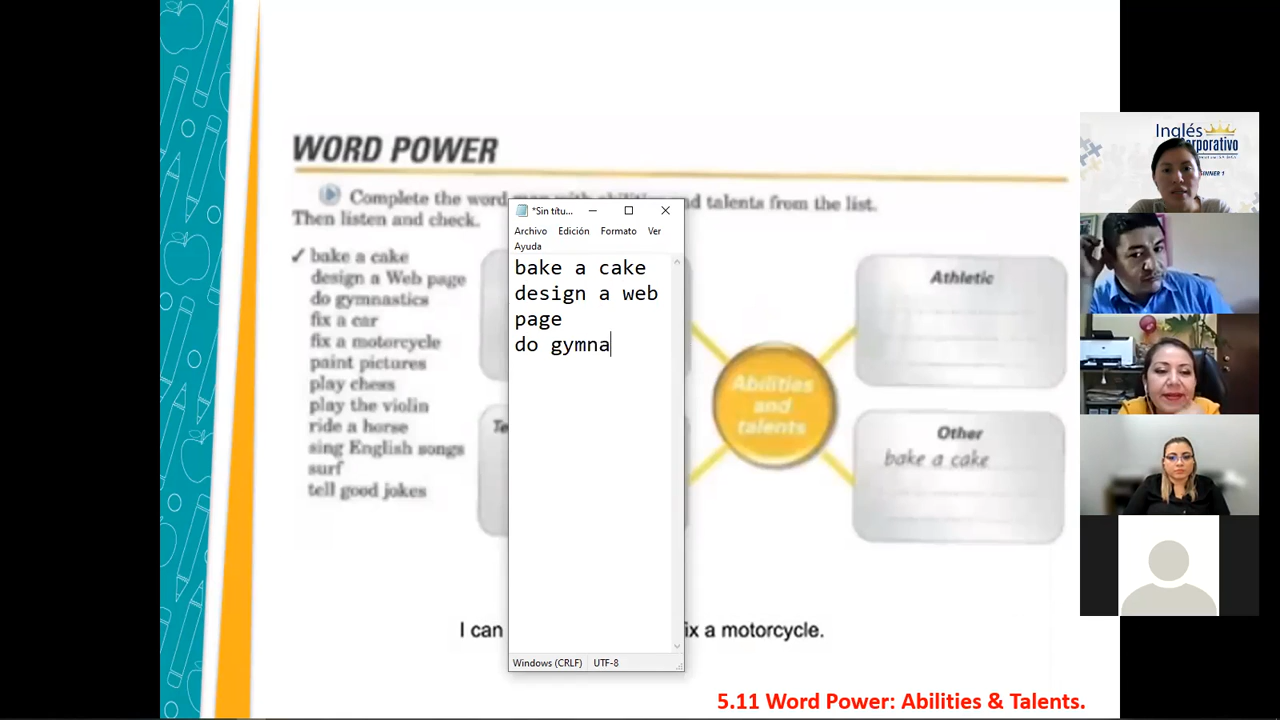 WORD POWER
Complete the word and talents from the list.
Then listen and check.
✓ bake a cake
design a Web page
do gymnastics
fix a car
fix a motorcycle
paint pictures
play chess
play the violin
ride a horse
sing English songs
surf
tell good jokes
*Sin títu...
Archivo Edición Formato Ver
Ayuda
bake a cake
design a web
page
do gymna
Windows (CRLF) UTF-8
Abilities
and
talents
Athletic
Other
bake a cake
I can
a motorcycle.
5.11 Word Power: Abilities & Talents.
Inglés